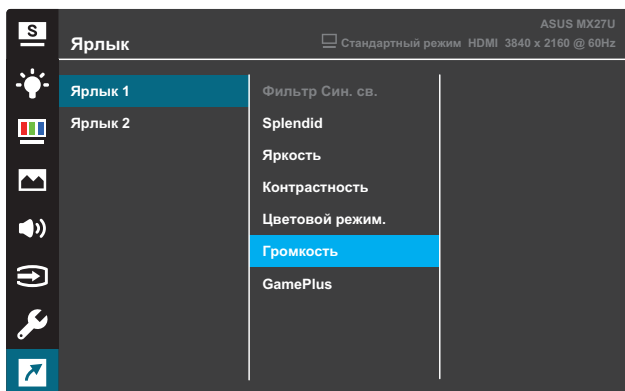 S
ASUS MX27U
Ярлык
Стандартный режим HDMI 3840 x 2160 @ 60Hz
Ярлык 1
Фильтр Син. св.
Ярлык 2
Splendid
Яркость
Контрастность
Цветовой режим.
Громкость
GamePlus